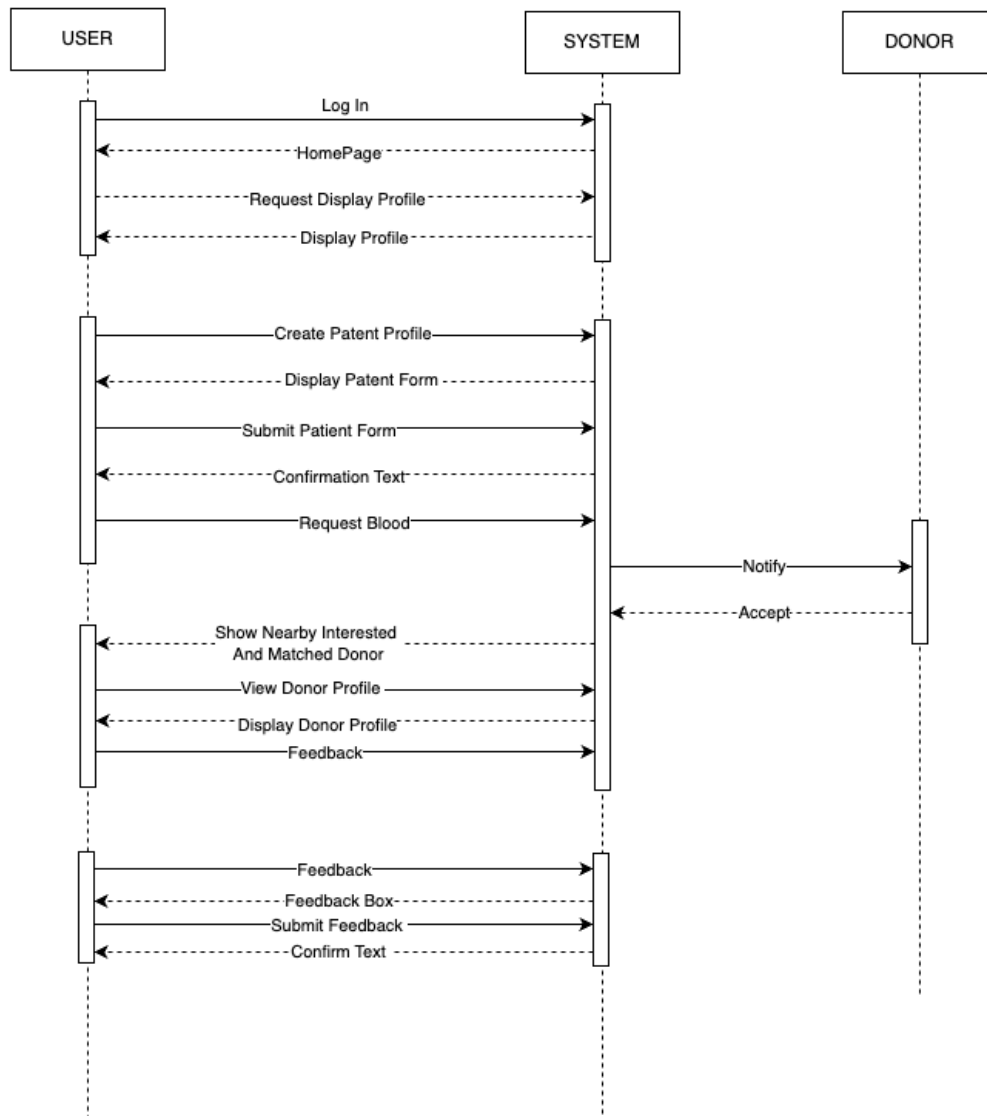 USER
SYSTEM
DONOR
Log In
HomePage
Request Display Profile
Display Profile
Create Patent Profile
Display Patent Form
Submit Patient Form
Confirmation Text
Request Blood
Notify
Accept
Show Nearby Interested
And Matched Donor
View Donor Profile
Display Donor Profile
Feedback
Feedback
Feedback Box
Submit Feedback
Confirm Text